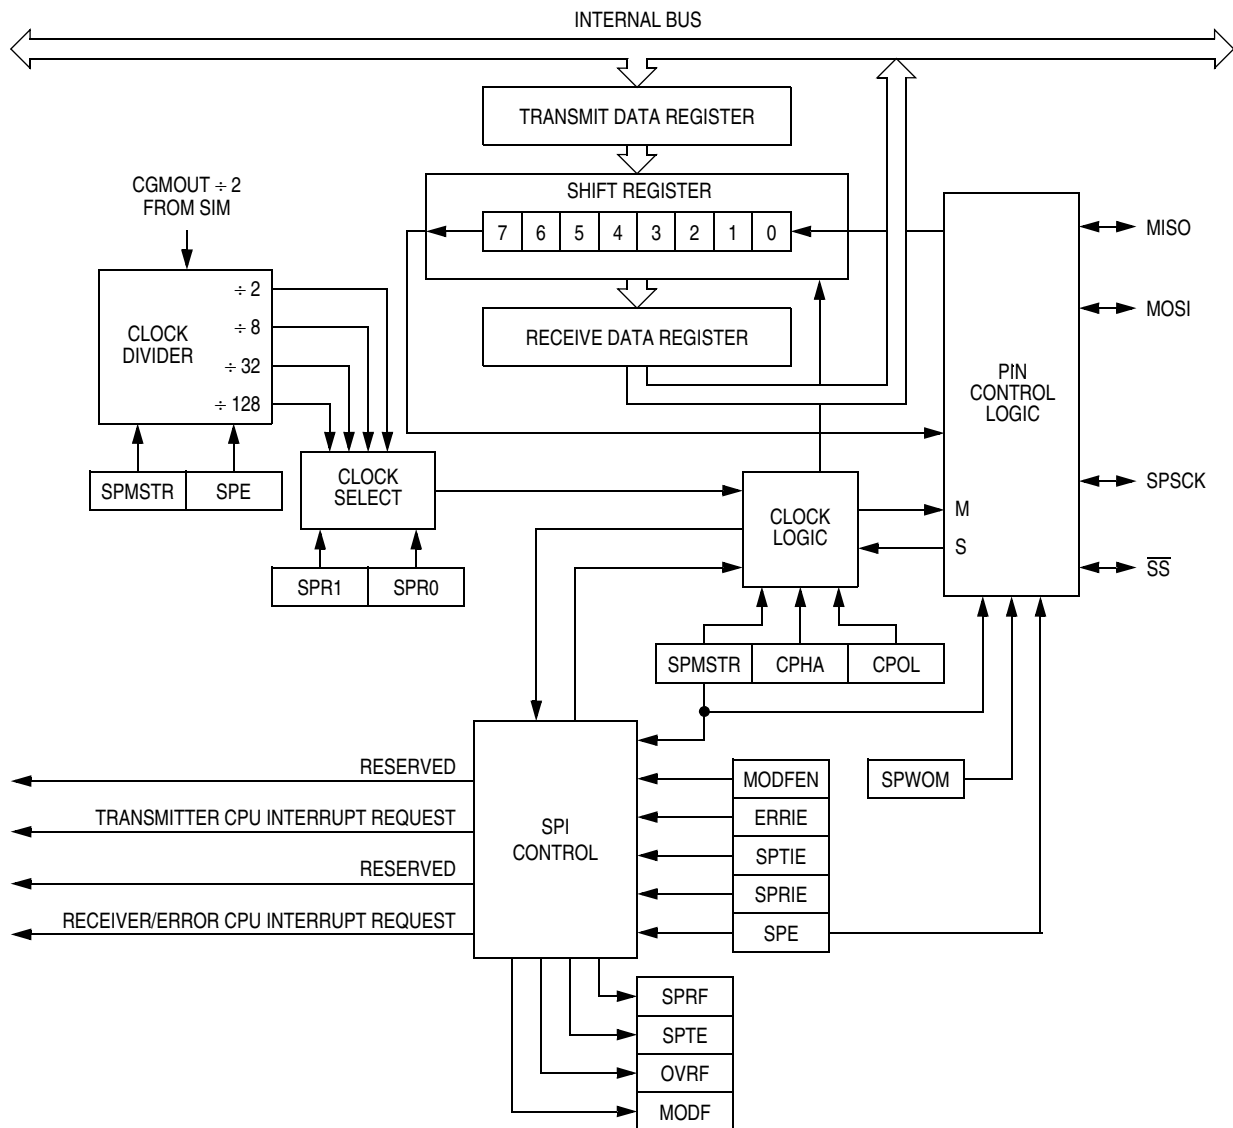 INTERNAL BUS
TRANSMIT DATA REGISTER
CGMOUT ÷ 2
FROM SIM
SHIFT REGISTER
7 6 5 4 3 2 1 0
MISO
÷ 2
CLOCK
DIVIDER
÷ 8
÷ 32
÷ 128
RECEIVE DATA REGISTER
MOSI
PIN
CONTROL
LOGIC
SPMSTR SPE
CLOCK
SELECT
SPR1 SPR0
CLOCK
LOGIC
M
S
SPSCK
SS
SPMSTR CPHA CPOL
RESERVED
TRANSMITTER CPU INTERRUPT REQUEST
RESERVED
RECEIVER/ERROR CPU INTERRUPT REQUEST
SPI
CONTROL
MODFEN
ERRIE
SPTIE
SPRIE
SPE
SPWOM
SPRF
SPTE
OVRF
MODF